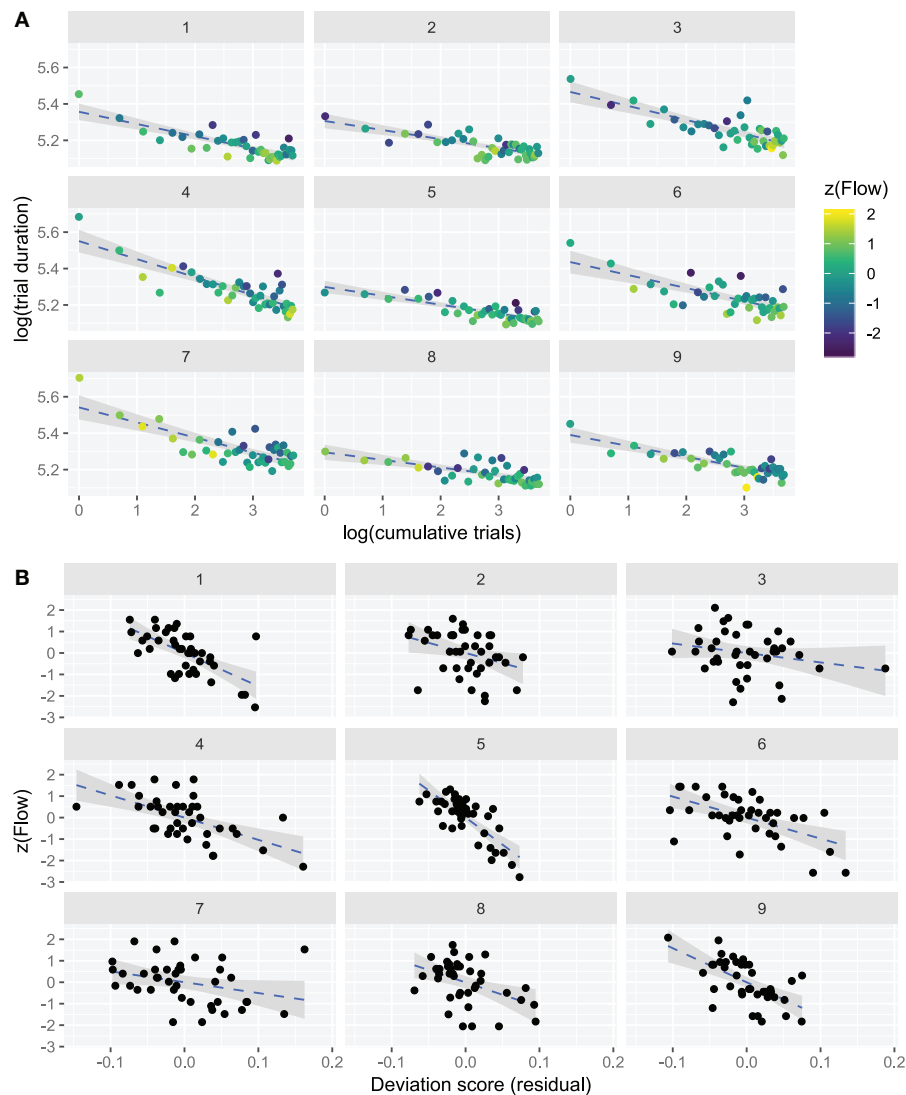 A
1 2 3
5.6
5.4
5.2
4 5 6
5.6
5.4
5.2
7 8 9
5.6
5.4
5.2
0 1 2 3 0 1 2 3 0 1 2 3
log(cumulative trials)
log(trial duration)
z(Flow)
2
1
0
-1
-2
B
1 2 3
2
1
0
-1
-2
-3
4 5 6
2
1
0
-1
-2
-3
7 8 9
2
1
0
-1
-2
-3
-0.1 0.0 0.1 0.2 -0.1 0.0 0.1 0.2 -0.1 0.0 0.1 0.2
Deviation score (residual)
z(Flow)